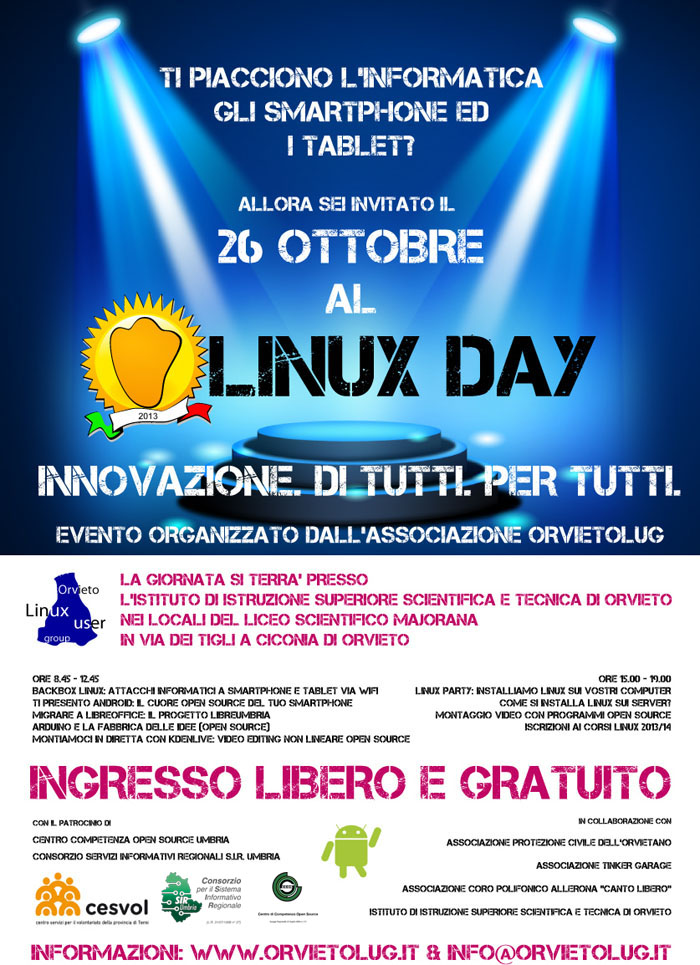 TI PIACCIONO L'INFORMATICA
GLI SMARTPHONE ED
I TABLET?
ALLORA SEI INVITATO IL
26 OTTOBRE
AL
LINUX DAY
2013
INNOVAZIONE. DI TUTTI. PER TUTTI.
EVENTO ORGANIZZATO DALL'ASSOCIAZIONE ORVIETOLUG
Orvieto
Linux
user
group
LA GIORNATA SI TERRA' PRESSO
L'ISTITUTO DI ISTRUZIONE SUPERIORE SCIENTIFICA E TECNICA DI ORVIETO
NEI LOCALI DEL LICEO SCIENTIFICO MAJORANA
IN VIA DEI TIGLI A CICONIA DI ORVIETO
ORE 8.45 - 12.45
BACKBOX LINUX: ATTACCHI INFORMATICI A SMARTPHONE E TABLET VIA WIFI
TI PRESENTO ANDROID: IL CUORE OPEN SOURCE DEL TUO SMARTPHONE
MIGRARE A LIBREOFFICE: IL PROGETTO LIBREUMBRIA
ARDUINO E LA FABBRICA DELLE IDEE (OPEN SOURCE)
MONTIAMOCI IN DIRETTA CON KDENLIVE: VIDEO EDITING NON LINEARE OPEN SOURCE
ORE 15.00 - 19.00
LINUX PARTY: INSTALLIAMO LINUX SUI VOSTRI COMPUTER
COME SI INSTALLA LINUX SUI SERVER?
MONTAGGIO VIDEO CON PROGRAMMI OPEN SOURCE
ISCRIZIONI AI CORSI LINUX 2013/14
INGRESSO LIBERO E GRATUITO
CON IL PATROCINIO DI
CENTRO COMPETENZA OPEN SOURCE UMBRIA
CONSORZIO SERVIZI INFORMATIVI REGIONALI S.I.R. UMBRIA
cesvol
centro servizi per il volontariato della provincia di Terni
SIR
Umbria
Consorzio
per il Sistema
Informativo
Regionale
Centro di Competenza Open Source
IN COLLABORAZIONE CON
ASSOCIAZIONE PROTEZIONE CIVILE DELL'ORVIETANO
ASSOCIAZIONE TINKER GARAGE
ASSOCIAZIONE CORO POLIFONICO ALLERONA "CANTO LIBERO"
ISTITUTO DI ISTRUZIONE SUPERIORE SCIENTIFICA E TECNICA DI ORVIETO
INFORMAZIONI: WWW.ORVIETOLUG.IT & INFO@ORVIETOLUG.IT